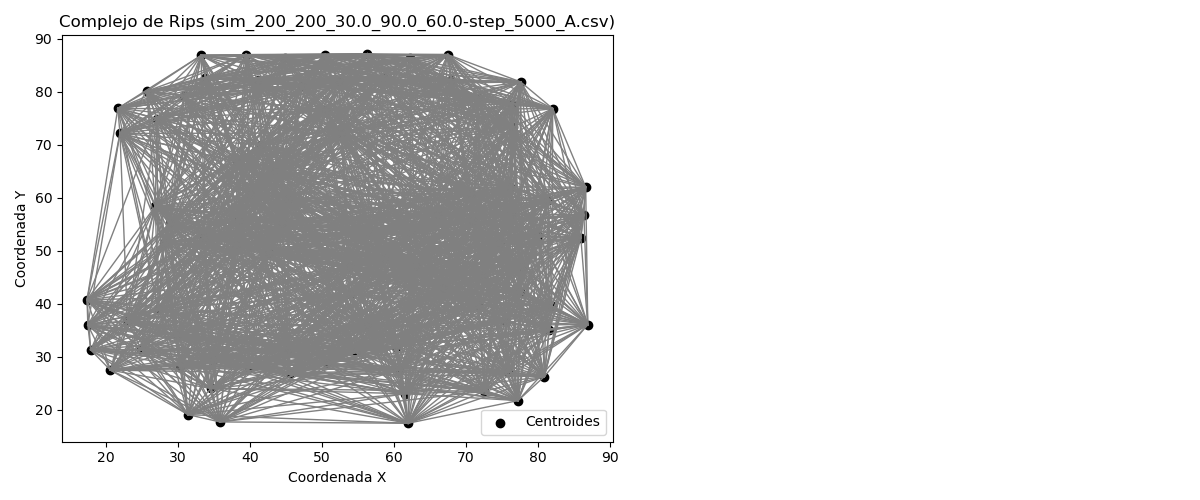 Complejo de Rips (sim_200_200_30.0_90.0_60.0-step_5000_A.csv)
90
80
70
60
50
40
30
20
Coordenada Y
Centroides
20 30 40 50 60 70 80 90
Coordenada X